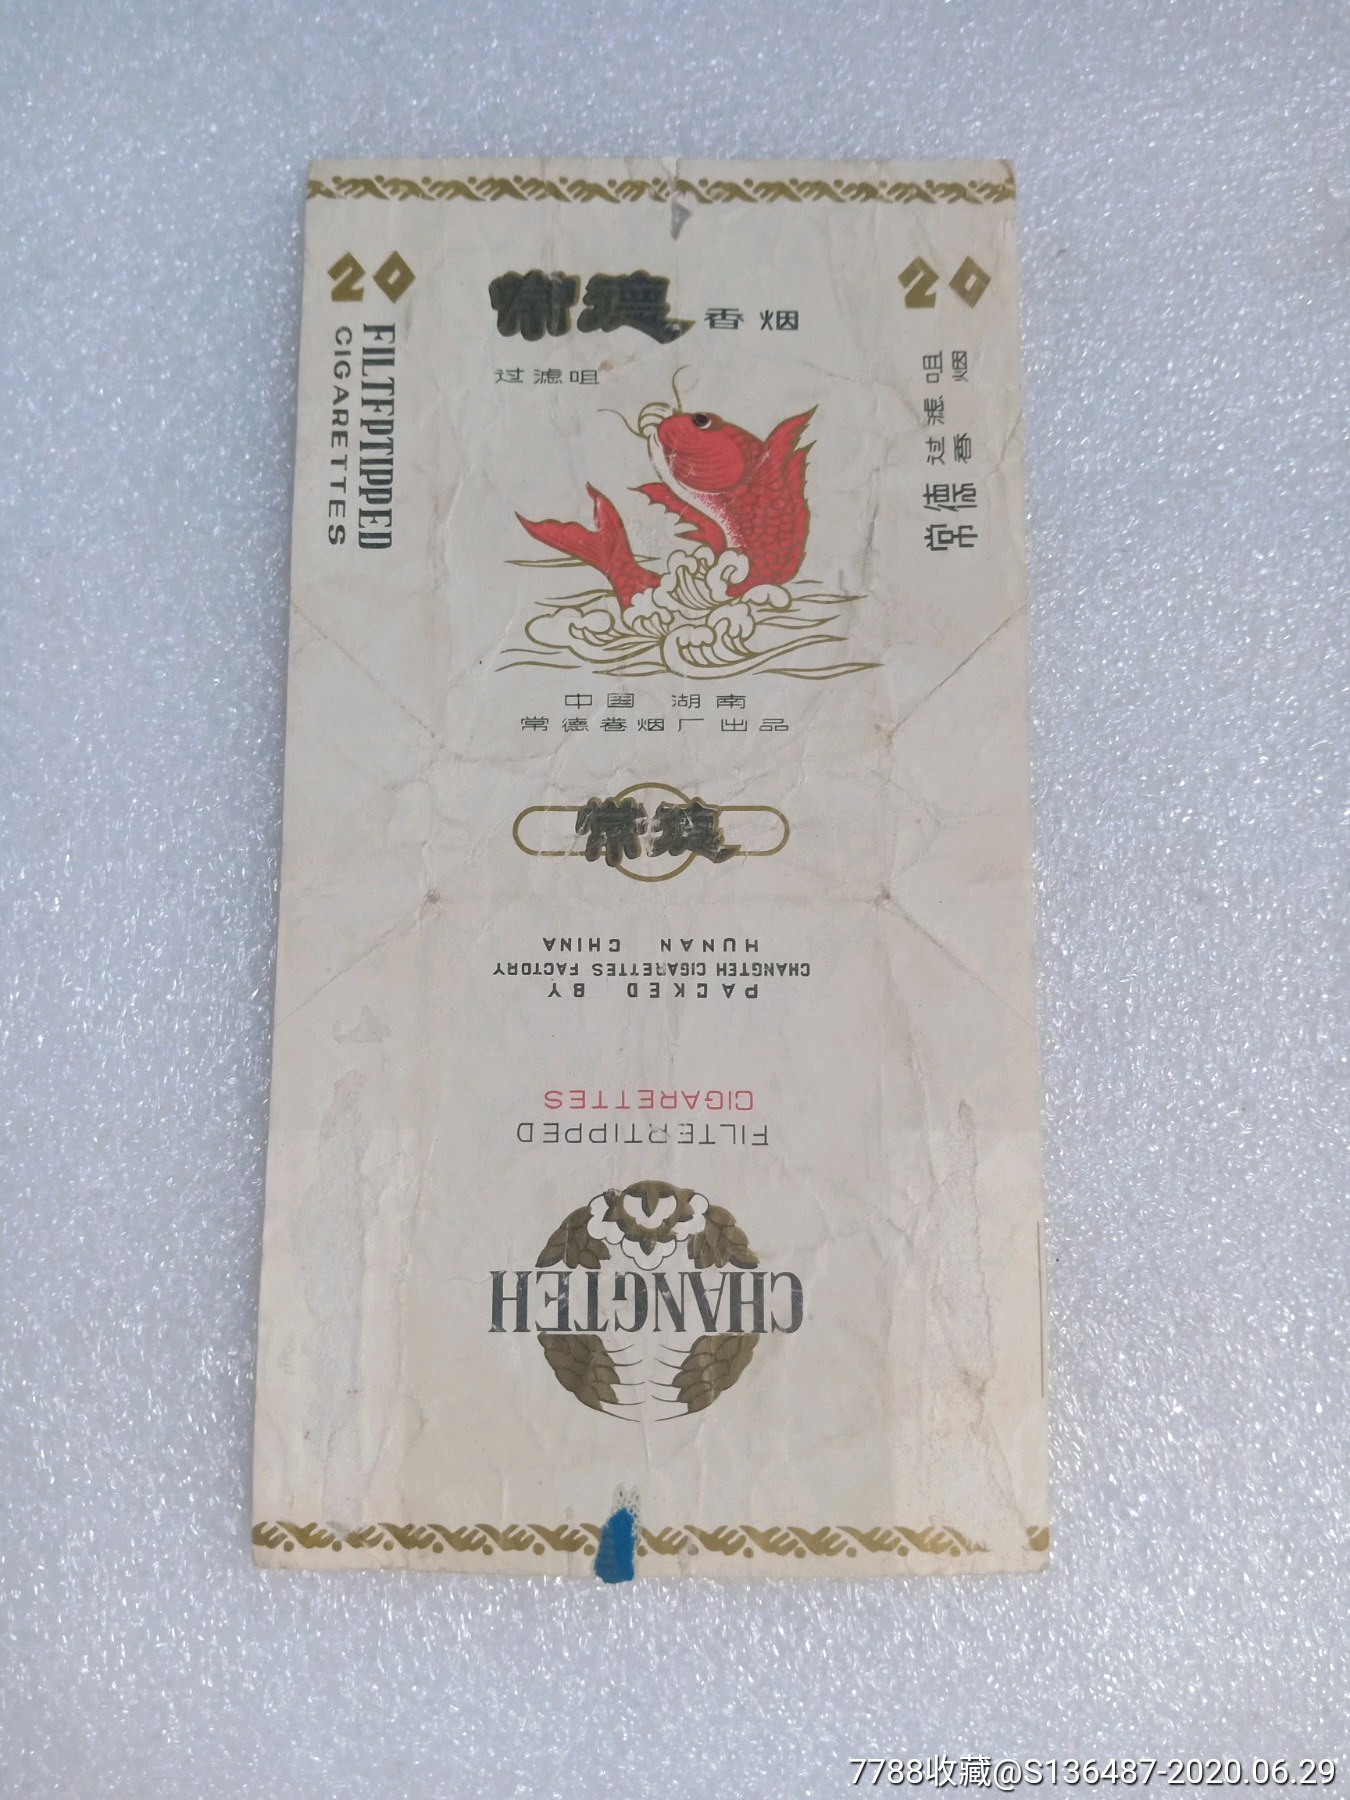 20
FILTEPTIPPED
CIGARETTES
常德 香烟
过滤咀
20
常德 过滤咀
香烟
中国 湖南
常德卷烟厂出品
常德
PACKED BY
CHANGTEH CIGARETTES FACTORY
HUNAN CHINA
CHANGTEH
FILTERTIPPED
CIGARETTES
7788收藏@S136487-2020.06.29